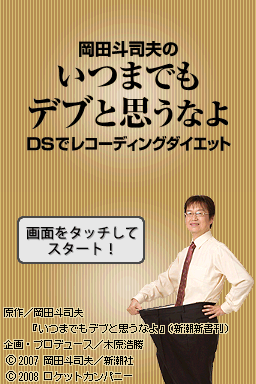 岡田斗司夫の
いつまでも
デブと思うなよ
DSでレコーディングダイエット
画面をタッチして
スタート！
原作／岡田斗司夫
『いつまでもデブと思うなよ』（新潮新書刊）
企画・プロデュース／木原浩勝
© 2007 岡田斗司夫／新潮社
© 2008 ロケットカンパニー